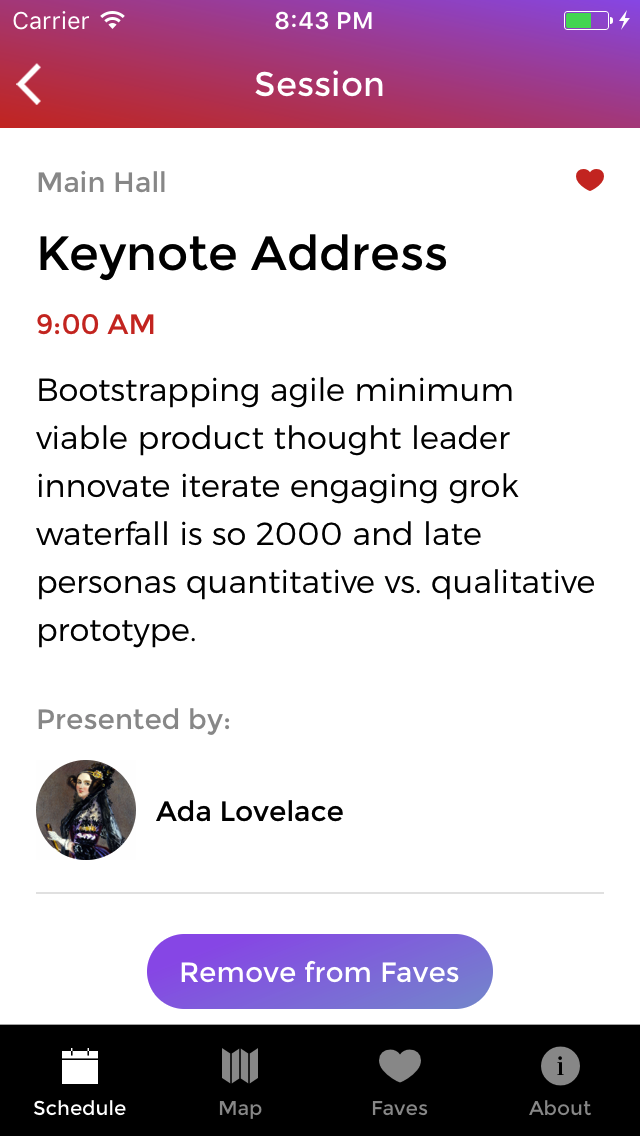 Carrier 8:43 PM
Session
Main Hall
Keynote Address
9:00 AM
Bootstrapping agile minimum
viable product thought leader
innovate iterate engaging grok
waterfall is so 2000 and late
personas quantitative vs. qualitative
prototype.
Presented by:
Ada Lovelace
Remove from Faves
Schedule Map Faves About